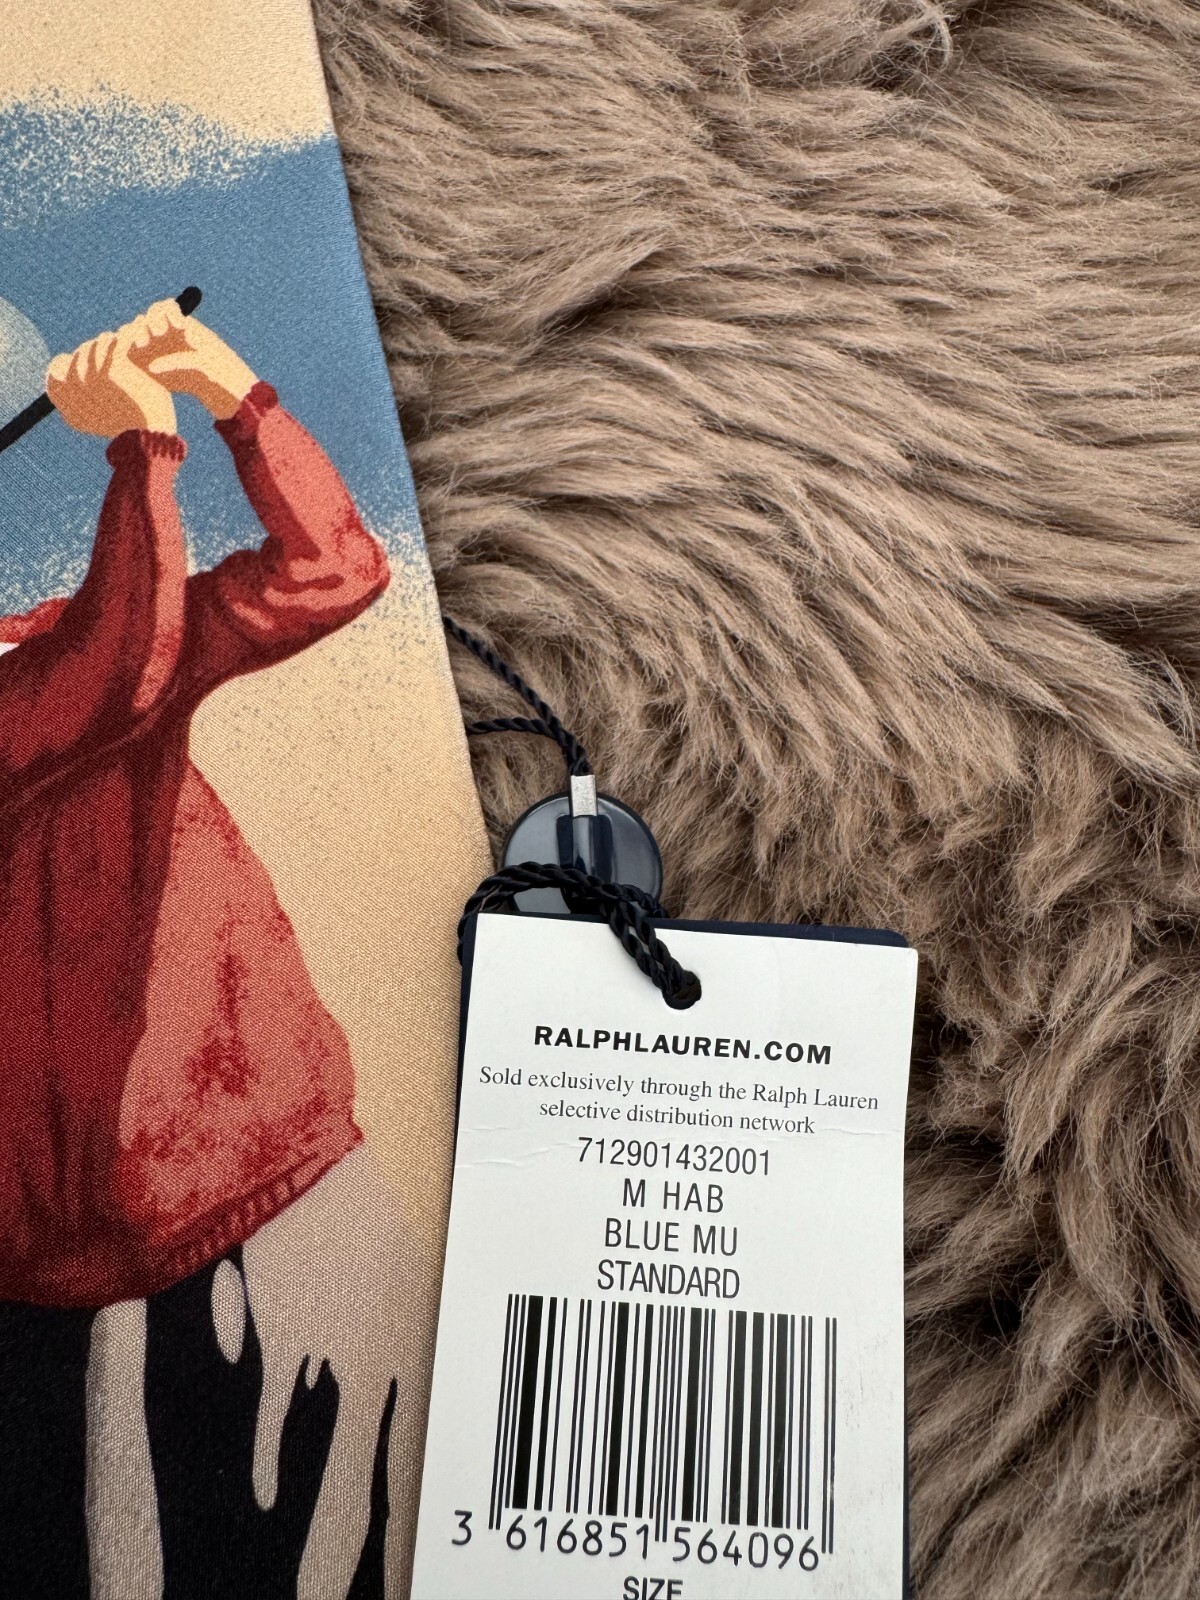 RALPHLAUREN.COM
Sold exclusively through the Ralph Lauren
selective distribution network
712901432001
M HAB
BLUE MU
STANDARD
3 616851 564096
SIZE